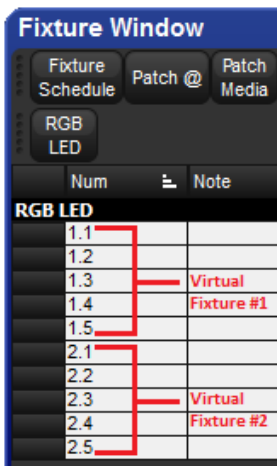 Fixture Window
Fixture Schedule
Patch @
Patch Media
RGB LED
Num Note
RGB LED
1.1
1.2
1.3 Virtual
1.4 Fixture #1
1.5
2.1
2.2
2.3 Virtual
2.4 Fixture #2
2.5